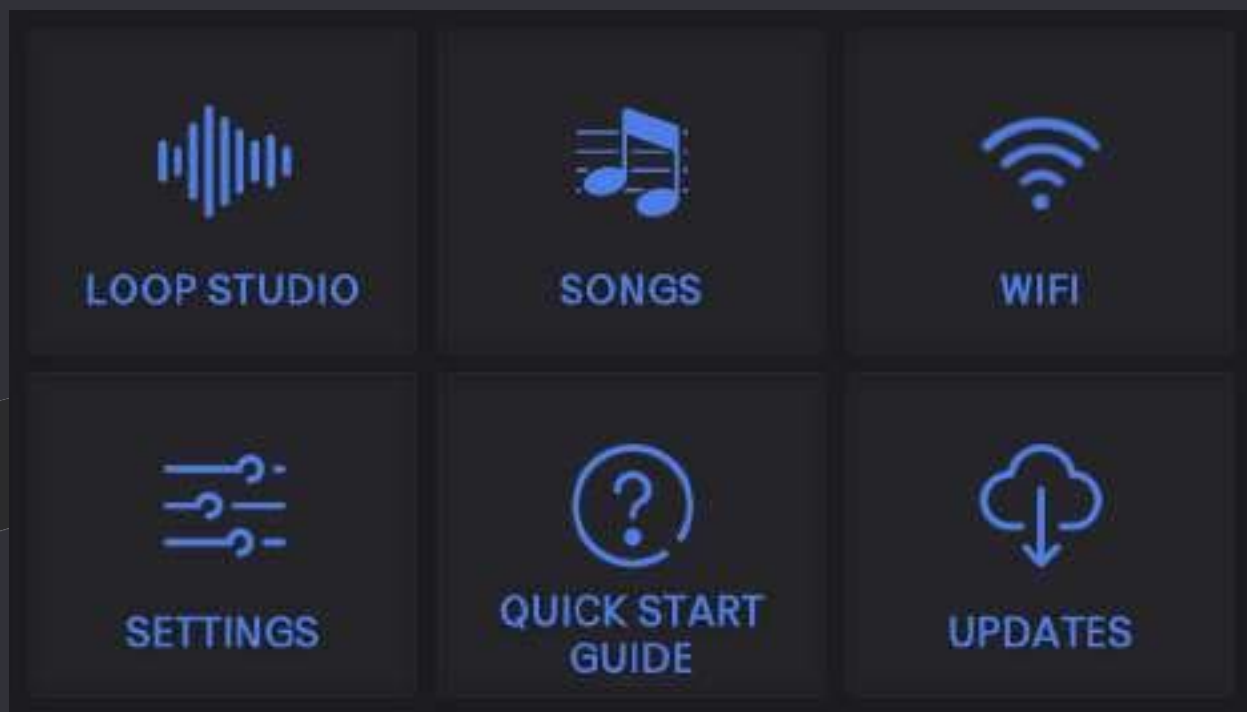 LOOP STUDIO
SONGS
WIFI
SETTINGS
QUICK START
GUIDE
UPDATES